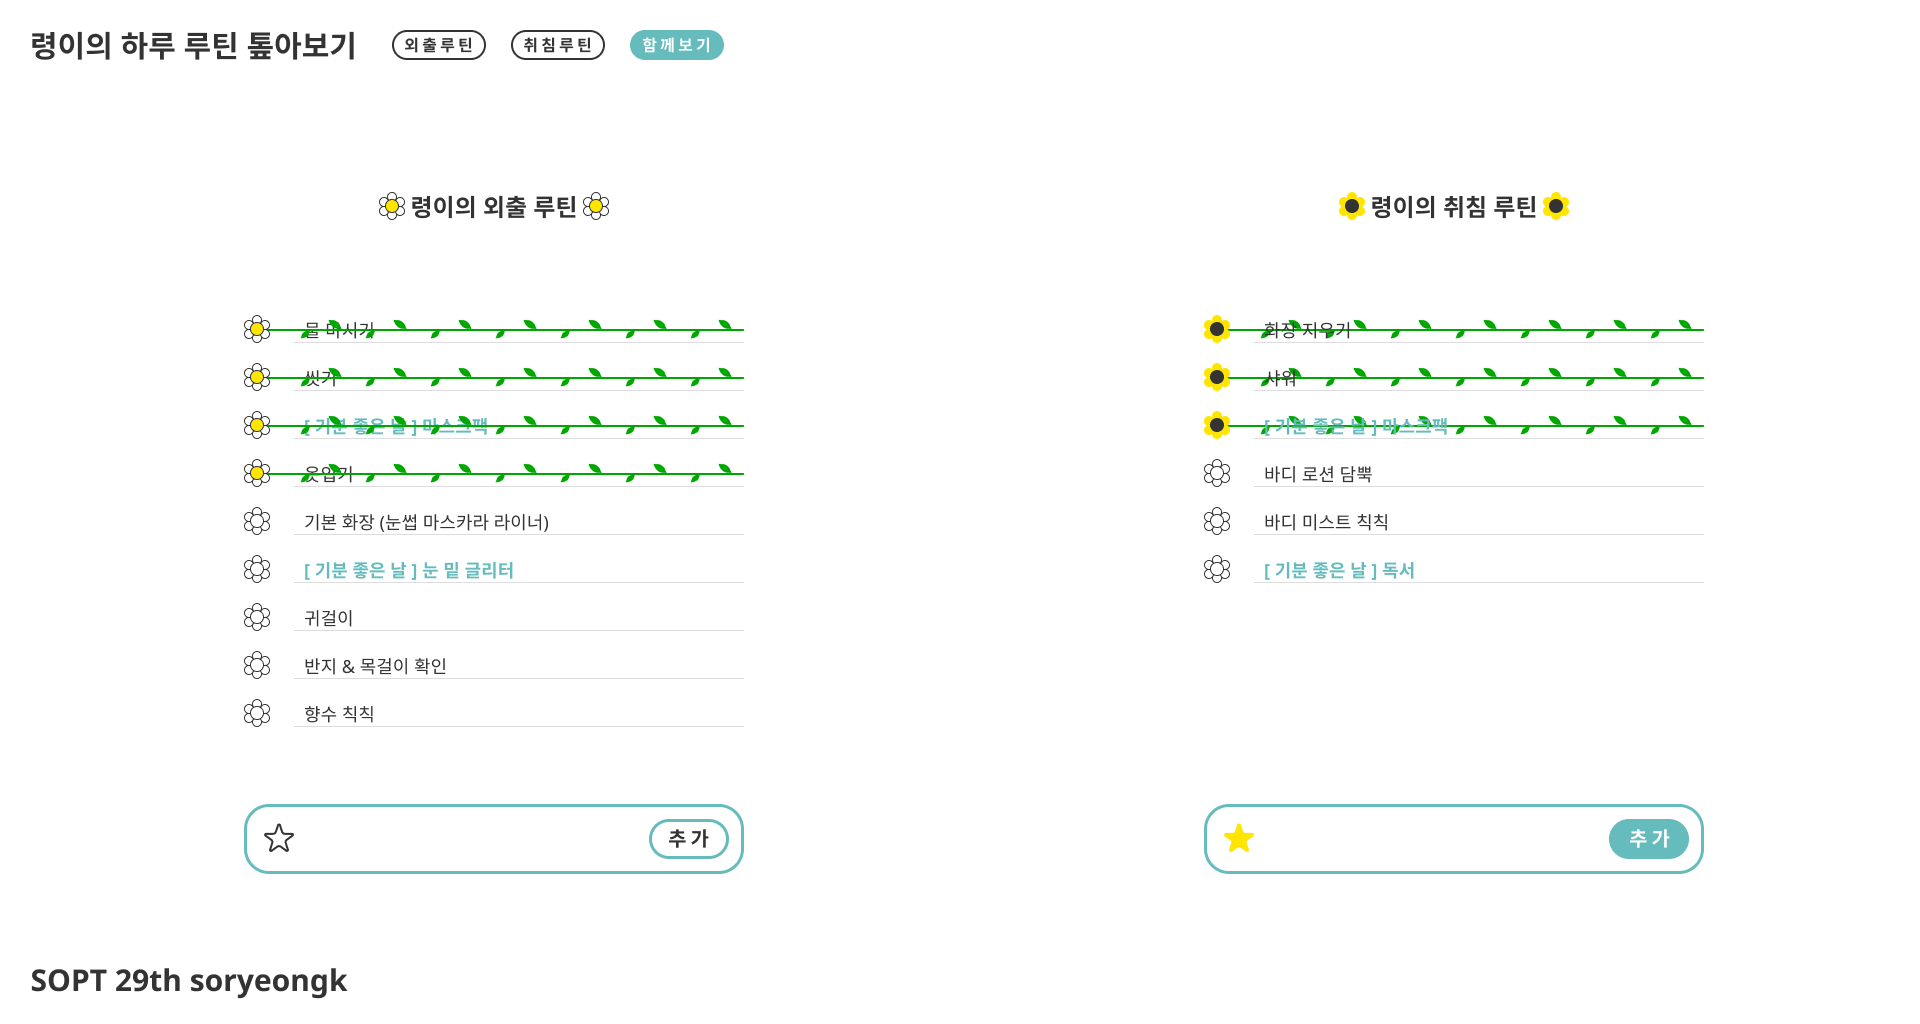 령이의 하루 루틴 톺아보기
외출루틴
취침루틴
함께보기
령이의 외출 루틴
물 마시기
씻기
[ 기분 좋은 날 ] 마스크팩
옷입기
기본 화장 (눈썹 마스카라 라이너)
[ 기분 좋은 날 ] 눈 밑 글리터
귀걸이
반지 & 목걸이 확인
향수 칙칙
추가
령이의 취침 루틴
화장 지우기
샤워
[ 기분 좋은 날 ] 마스크팩
바디 로션 담뿍
바디 미스트 칙칙
[ 기분 좋은 날 ] 독서
추가
SOPT 29th soryeongk